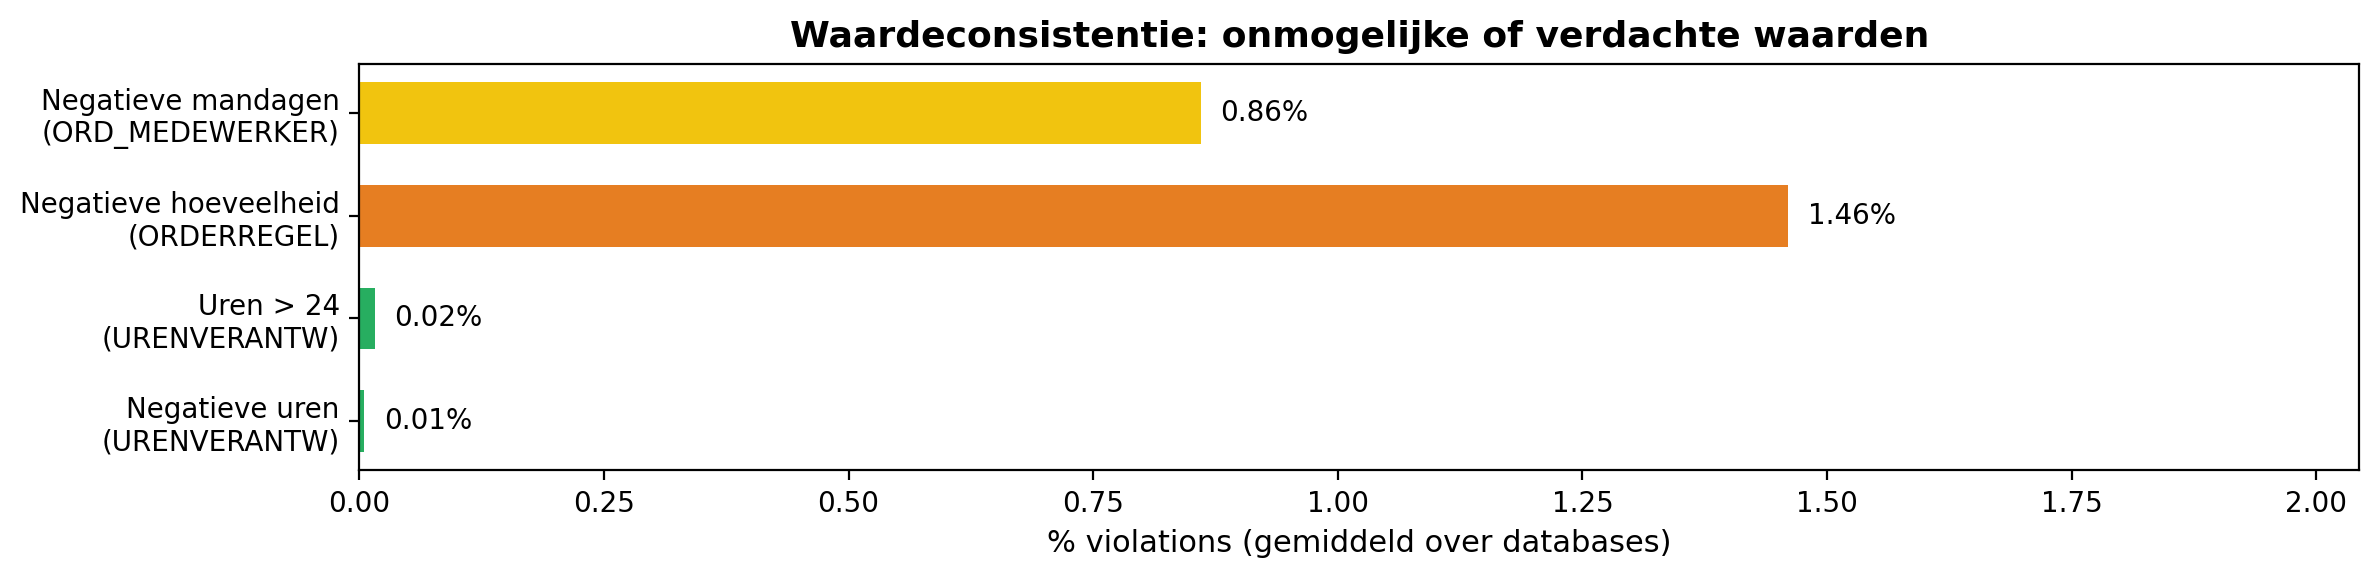 Waardeconsistentie: onmogelijke of verdachte waarden
Negatieve mandagen
(ORD_MEDEWERKER)
0.86%
Negatieve hoeveelheid
(ORDERREGEL)
1.46%
Uren > 24
(URENVERANTW)
0.02%
Negatieve uren
(URENVERANTW)
0.01%
0.00 0.25 0.50 0.75 1.00 1.25 1.50 1.75 2.00
% violations (gemiddeld over databases)